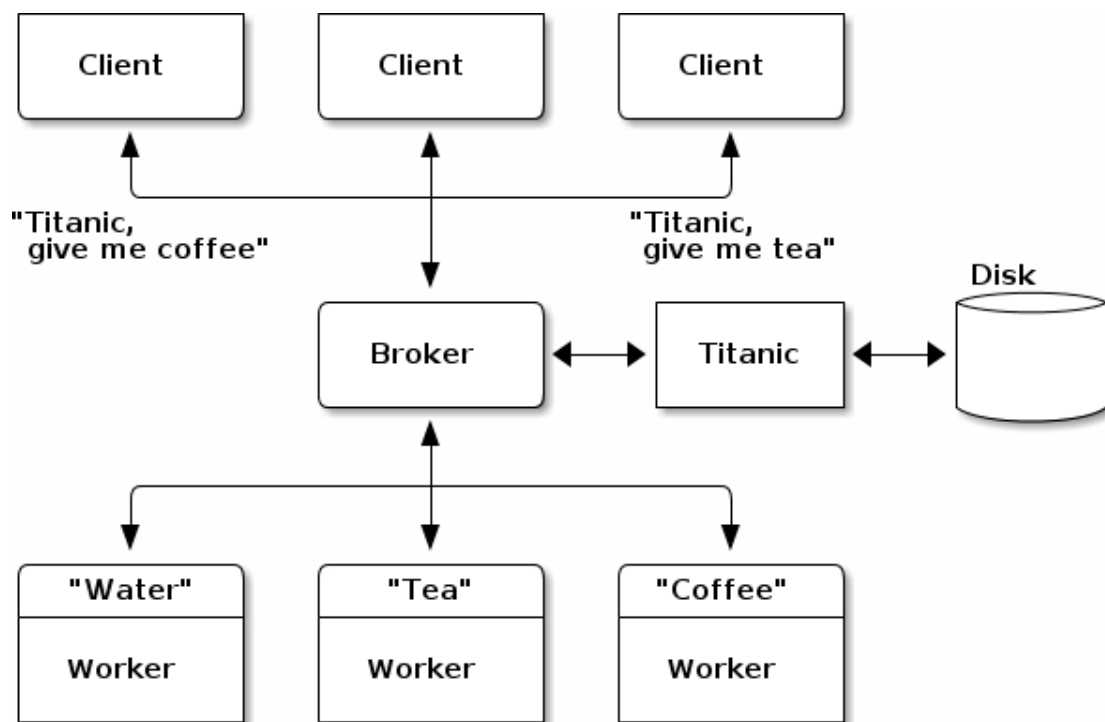 Client
Client
Client
"Titanic,
give me coffee"
"Titanic,
give me tea"
Disk
Broker
Titanic
"Water"
"Tea"
"Coffee"
Worker
Worker
Worker